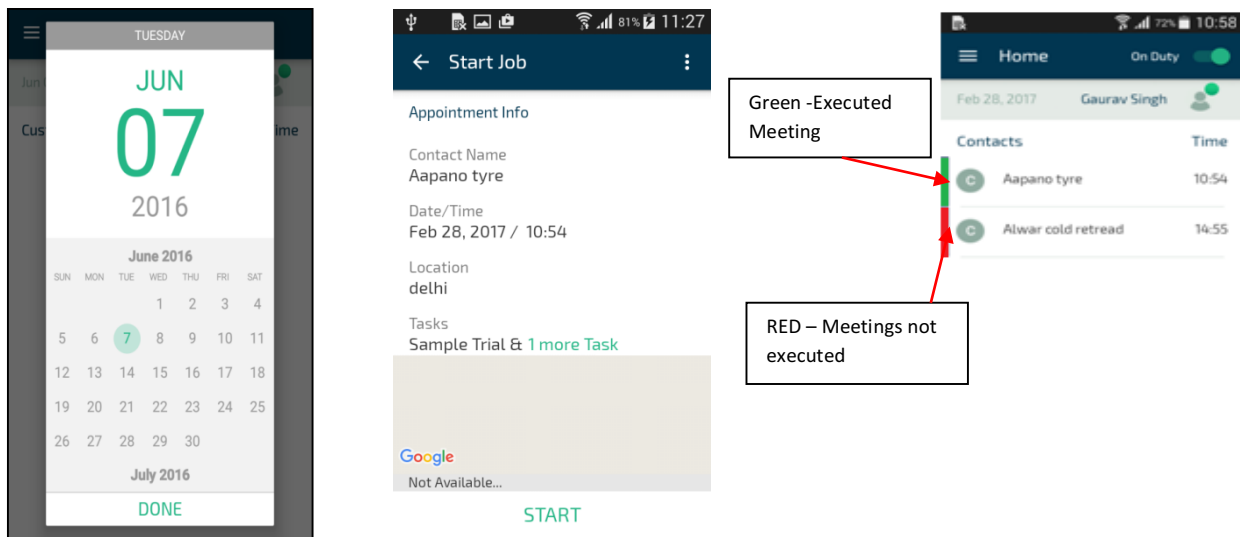 TUESDAY
JUN
07
2016
June 2016
SUN MON TUE WED THU FRI SAT
1 2 3 4
5 6 7 8 9 10 11
12 13 14 15 16 17 18
19 20 21 22 23 24 25
26 27 28 29 30
July 2016
DONE
Jun
Cus
ime
81% 11:27
Start Job
Appointment Info
Contact Name
Aapano tyre
Date/Time
Feb 28, 2017 / 10:54
Location
delhi
Tasks
Sample Trial & 1 more Task
Google
Not Available...
START
Green -Executed
Meeting
RED – Meetings not
executed
72% 10:58
Home On Duty
Feb 28, 2017 Gaurav Singh
Contacts Time
C Aapano tyre 10:54
C Alwar cold retread 14:55